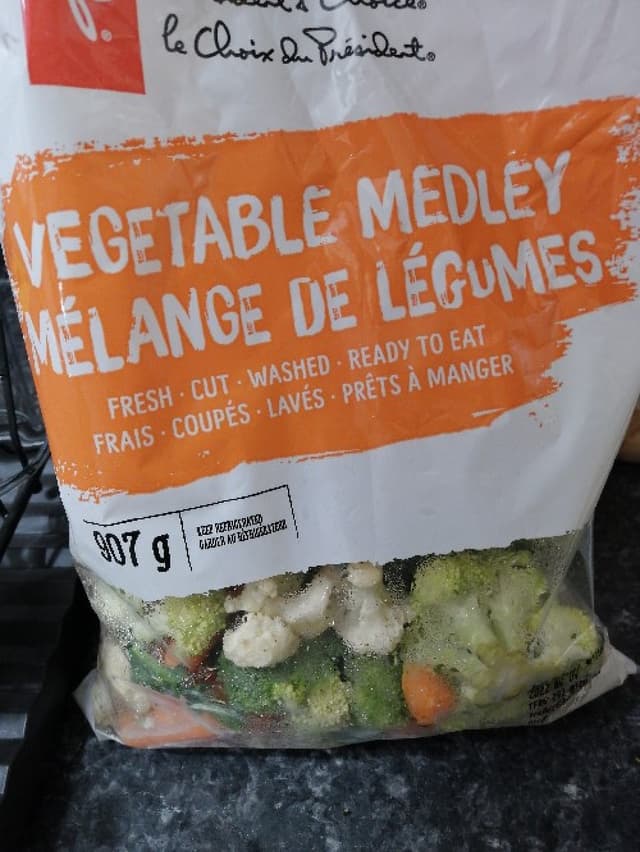 Choice®
le Choix du Président®
VEGETABLE MEDLEY
MÉLANGE DE LÉGUMES
FRESH · CUT · WASHED · READY TO EAT
FRAIS · COUPÉS · LAVÉS · PRÊTS À MANGER
907 g
KEEP REFRIGERATED
GARDER AU RÉFRIGÉRATEUR